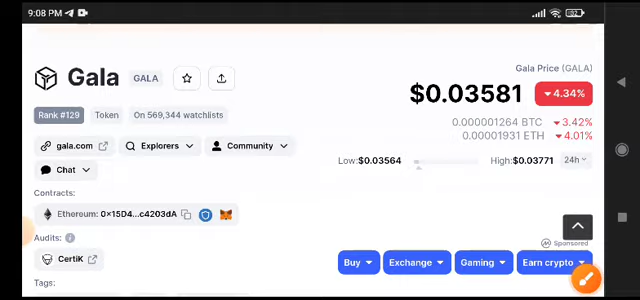 9:08 PM
Gala GALA
Gala Price (GALA)
$0.03581 4.34%
Rank #129 Token On 569,344 watchlists
0.000001264 BTC 3.42%
0.00001931 ETH 4.01%
gala.com Explorers Community
Low:$0.03564 High:$0.03771 24h
Chat
Contracts:
Ethereum: 0x15D4...c4203dA
Audits:
Sponsored
CertiK
Buy Exchange Gaming Earn crypto
Tags: